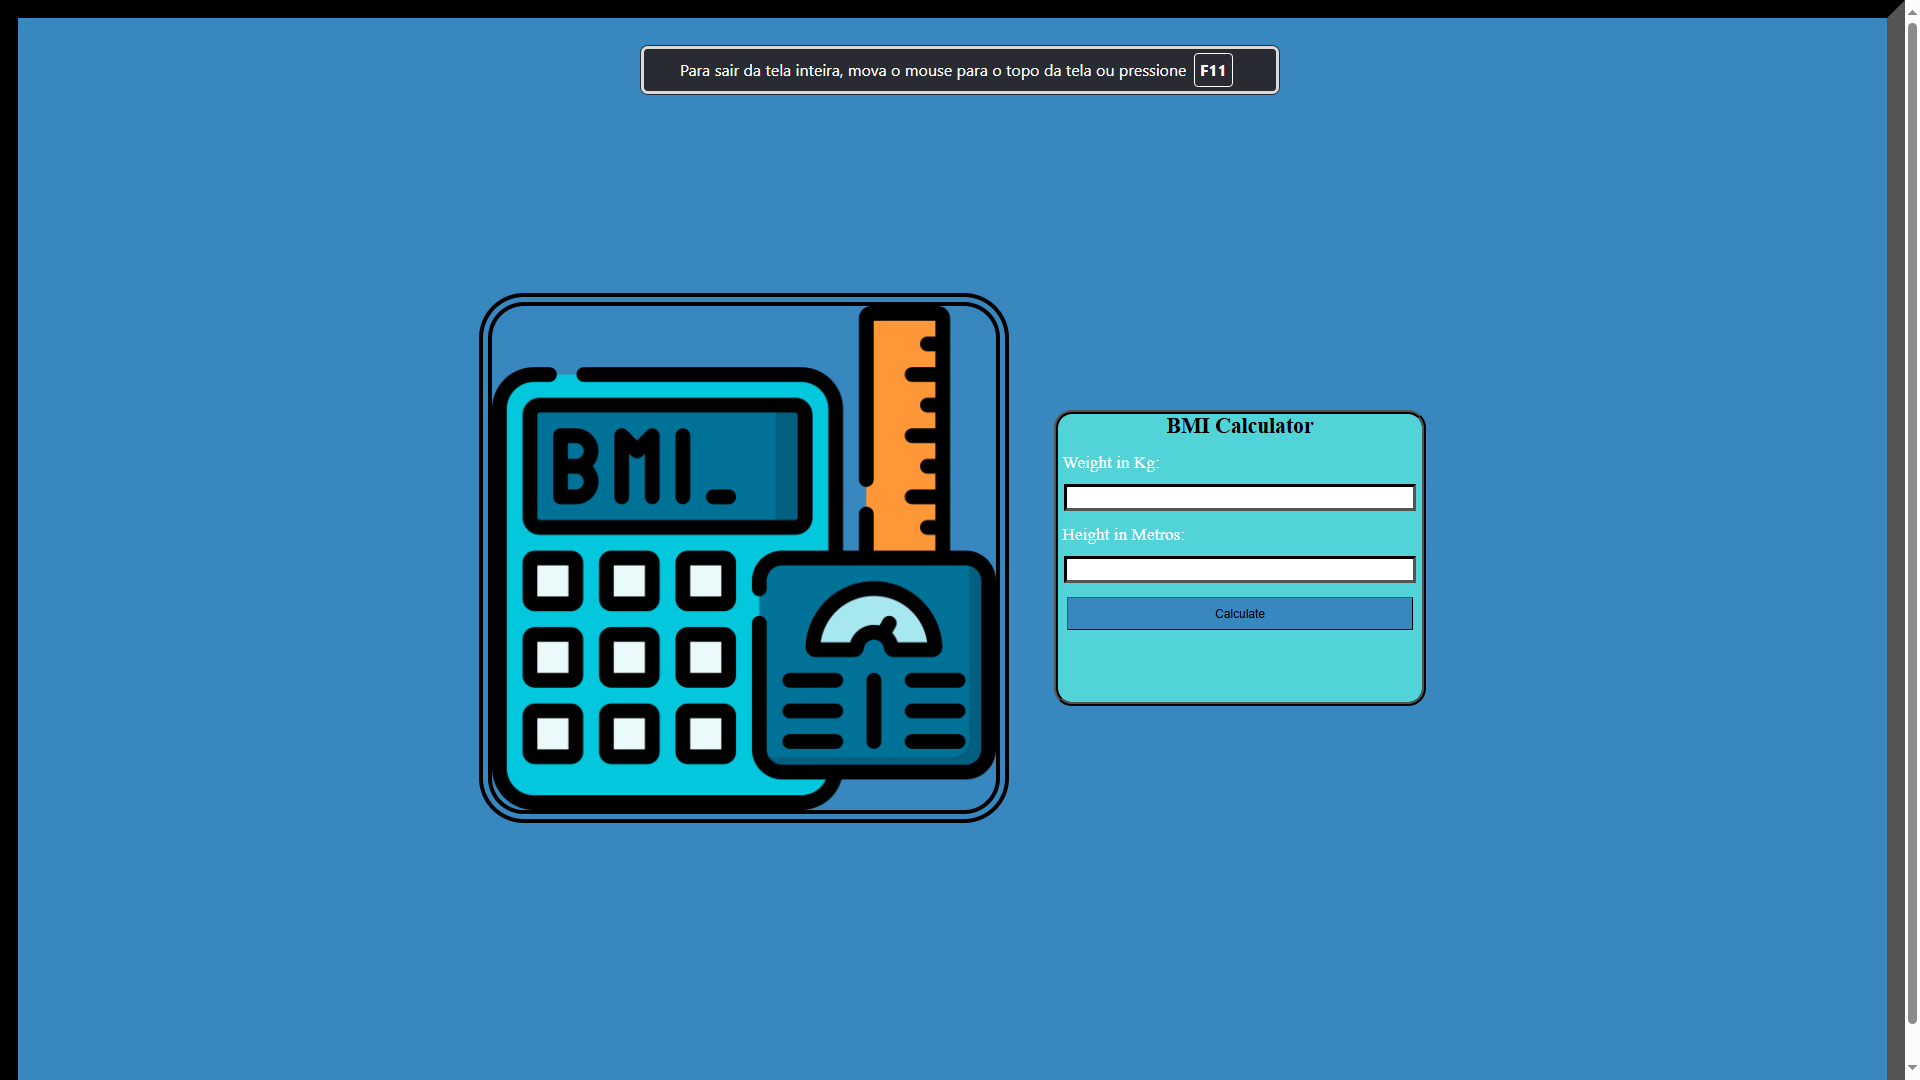 Para sair da tela inteira, mova o mouse para o topo da tela ou pressione F11
BMI_
BMI Calculator
Weight in Kg:
Height in Metros:
Calculate